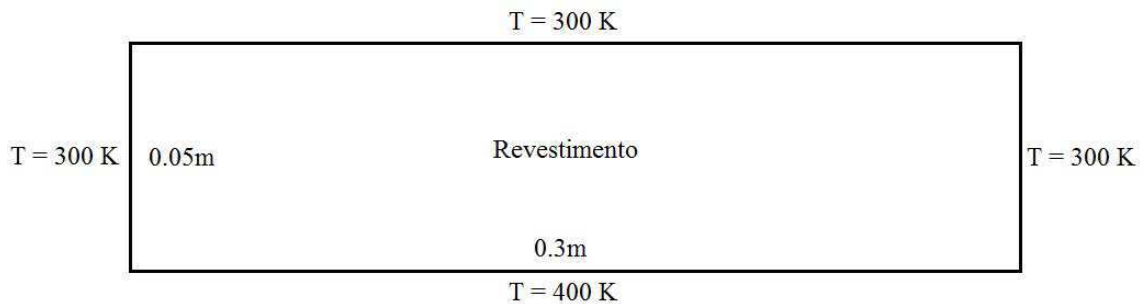 T = 300 K
T = 300 K
0.05m
Revestimento
T = 300 K
0.3m
T = 400 K